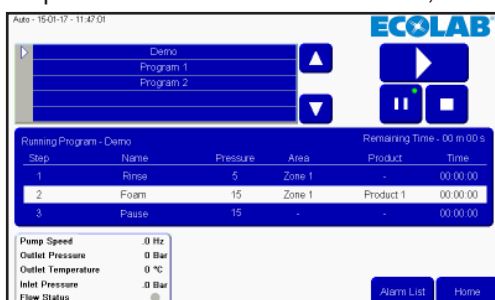 Auto - 15-01-17 - 11:47:01
ECOLAB
Demo
Program 1
Program 2
Running Program - Demo Remaining Time - 00 m 00 s
Step Name Pressure Area Product Time
1 Rinse 5 Zone 1 - 00:00:00
2 Foam 15 Zone 1 Product 1 00:00:00
3 Pause 15 - - 00:00:00
Pump Speed .0 Hz
Outlet Pressure 0 Bar
Outlet Temperature 0 °C
Inlet Pressure .0 Bar
Flow Status
Alarm List Home